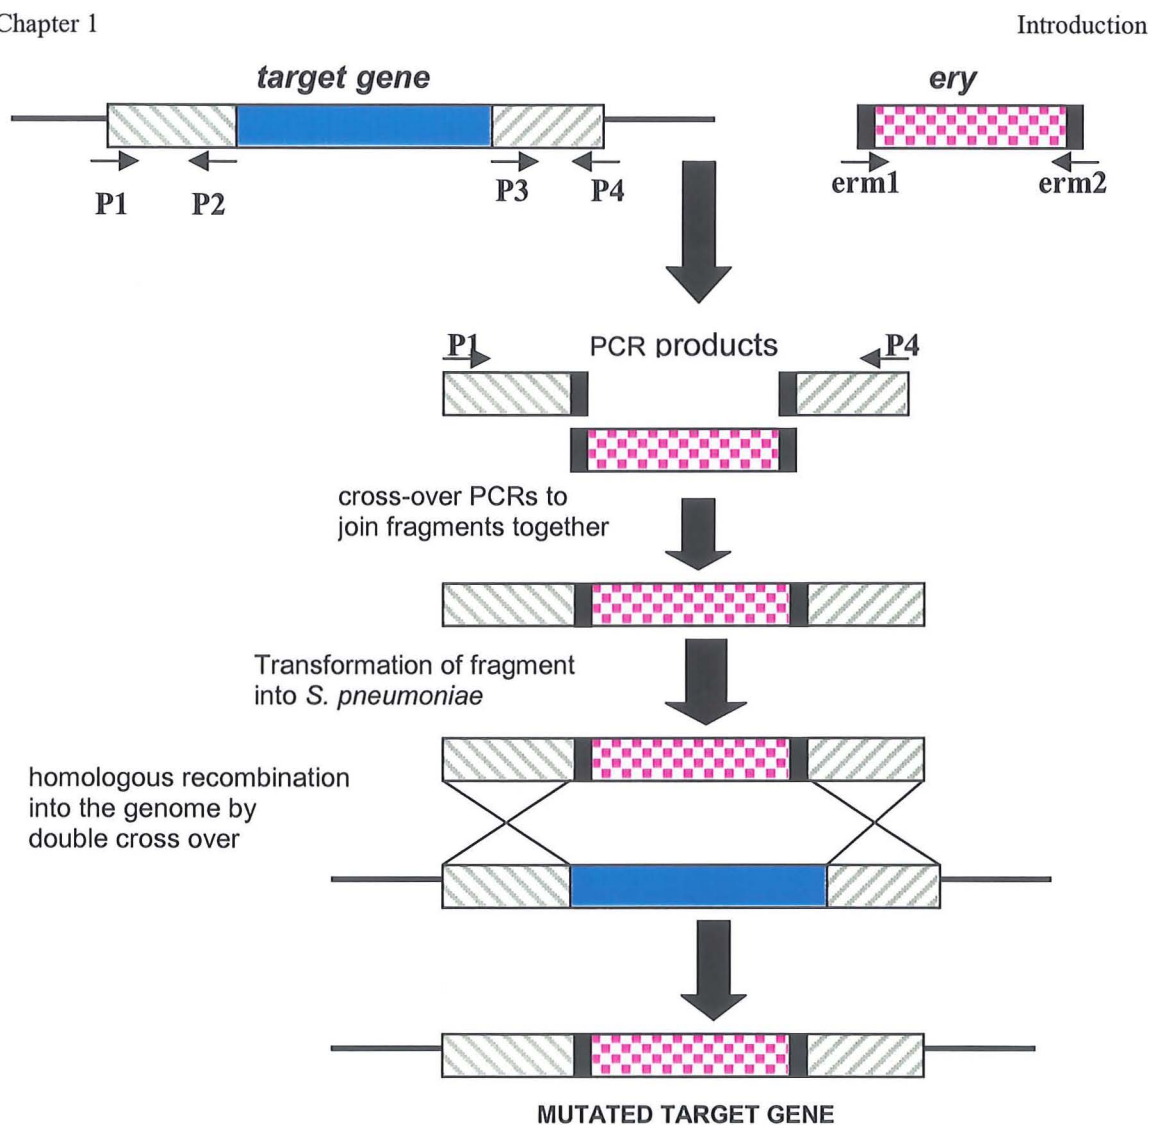 Chapter 1 Introduction
target gene ery
P1 P2 P3 P4 erm1 erm2
P1 PCR products P4
cross-over PCRs to
join fragments together
Transformation of fragment
into S. pneumoniae
homologous recombination
into the genome by
double cross over
MUTATED TARGET GENE